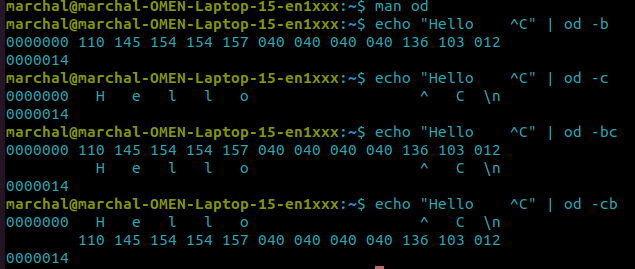 marchal@marchal-OMEN-Laptop-15-en1xxx:~$ man od
marchal@marchal-OMEN-Laptop-15-en1xxx:~$ echo "Hello    ^C" | od -b
0000000 110 145 154 154 157 040 040 040 040 136 103 012
0000014
marchal@marchal-OMEN-Laptop-15-en1xxx:~$ echo "Hello    ^C" | od -c
0000000   H   e   l   l   o                   ^   C  \n
0000014
marchal@marchal-OMEN-Laptop-15-en1xxx:~$ echo "Hello    ^C" | od -bc
0000000 110 145 154 154 157 040 040 040 040 136 103 012
          H   e   l   l   o                   ^   C  \n
0000014
marchal@marchal-OMEN-Laptop-15-en1xxx:~$ echo "Hello    ^C" | od -cb
0000000   H   e   l   l   o                   ^   C  \n
        110 145 154 154 157 040 040 040 040 136 103 012
0000014